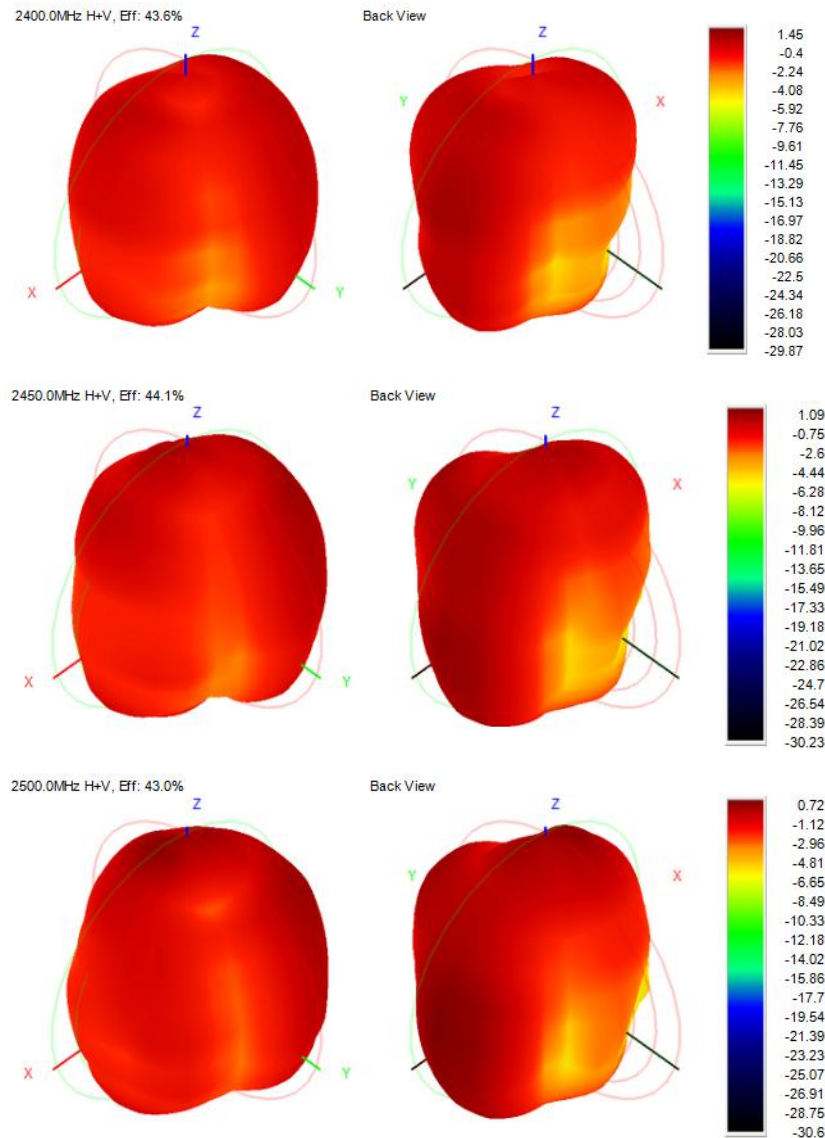 2400.0MHz H+V, Eff: 43.6%
Back View
Z
X
Y
Z
Y
X
1.45
-0.4
-2.24
-4.08
-5.92
-7.76
-9.61
-11.45
-13.29
-15.13
-16.97
-18.82
-20.66
-22.5
-24.34
-26.18
-28.03
-29.87
2450.0MHz H+V, Eff: 44.1%
Back View
Z
X
Y
Z
Y
X
1.09
-0.75
-2.6
-4.44
-6.28
-8.12
-9.96
-11.81
-13.65
-15.49
-17.33
-19.18
-21.02
-22.86
-24.7
-26.54
-28.39
-30.23
2500.0MHz H+V, Eff: 43.0%
Back View
Z
X
Y
Z
Y
X
0.72
-1.12
-2.96
-4.81
-6.65
-8.49
-10.33
-12.18
-14.02
-15.86
-17.7
-19.54
-21.39
-23.23
-25.07
-26.91
-28.75
-30.6